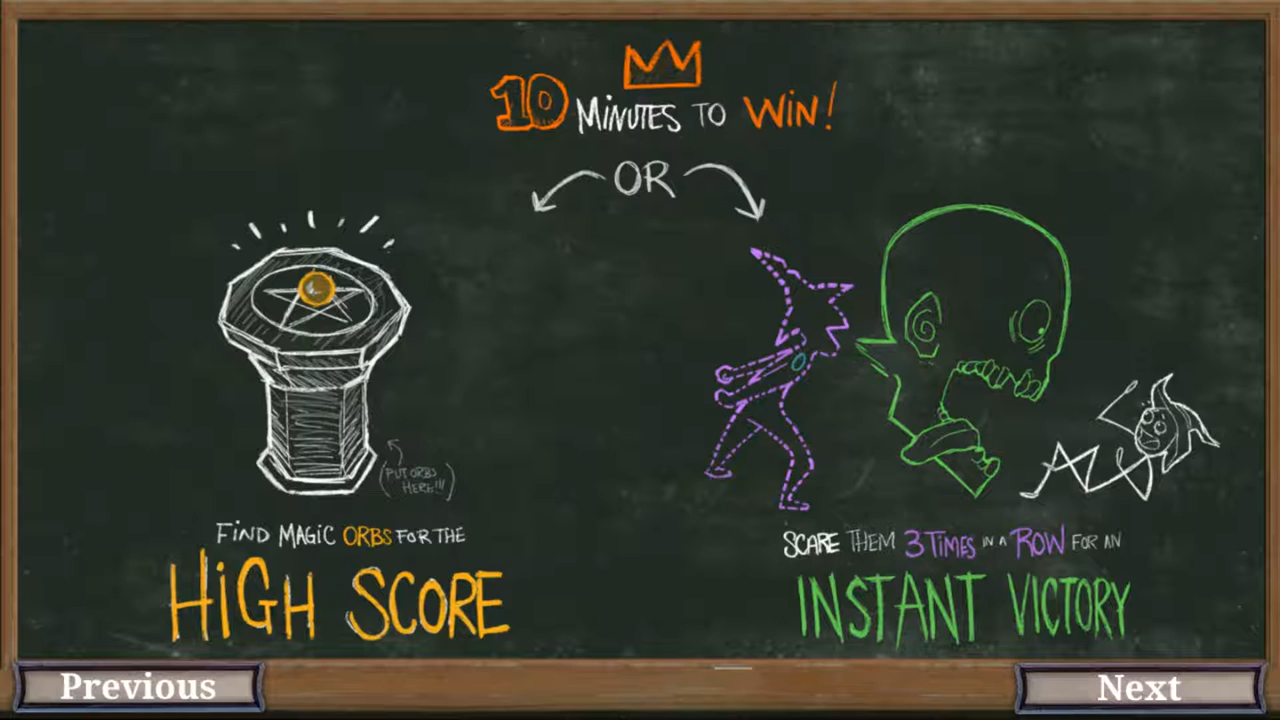 10 MINUTES TO WIN!
OR
(PUT ORBS
HERE!!!)
FIND MAGIC ORBS FOR THE
HIGH SCORE
SCARE THEM 3 TIMES IN A ROW FOR AN
INSTANT VICTORY
Previous
Next